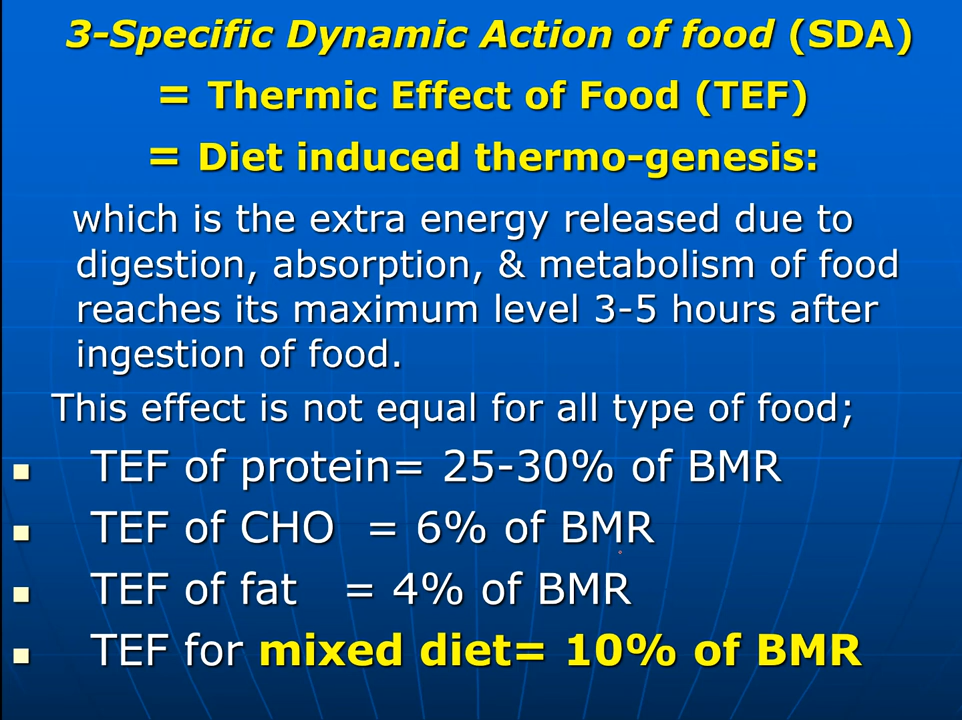 3-Specific Dynamic Action of food (SDA)
= Thermic Effect of Food (TEF)
= Diet induced thermo-genesis:
which is the extra energy released due to
digestion, absorption, & metabolism of food
reaches its maximum level 3-5 hours after
ingestion of food.
This effect is not equal for all type of food;
TEF of protein= 25-30% of BMR
TEF of CHO = 6% of BMR
TEF of fat = 4% of BMR
TEF for mixed diet= 10% of BMR